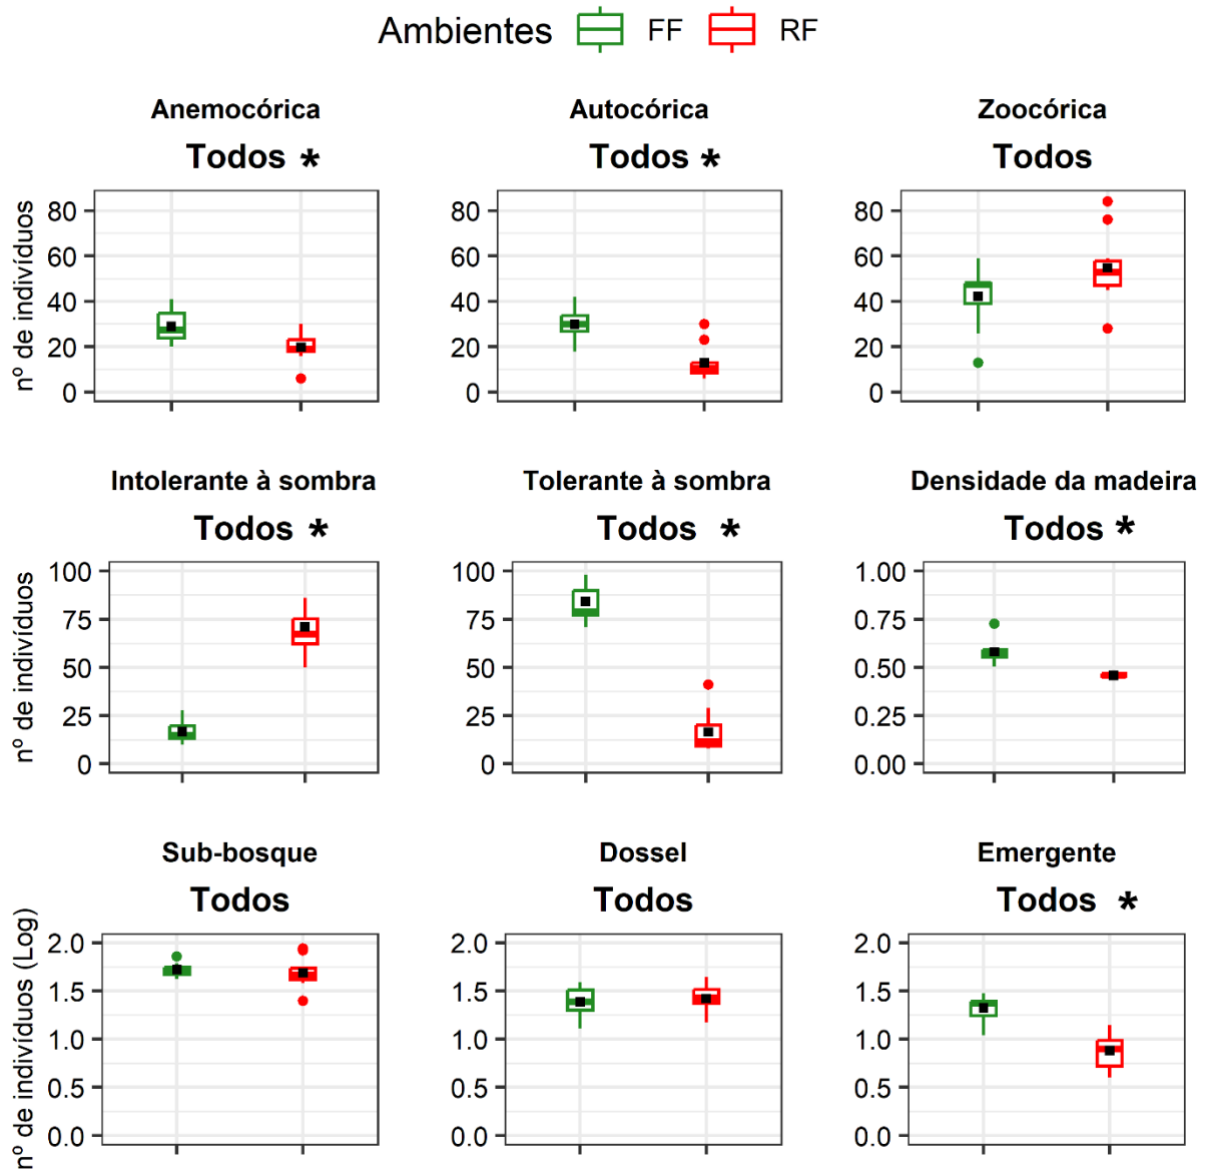 Ambientes FF RF
Anemocórica Autocórica Zoocórica
Todos * Todos * Todos
nº de indivíduos
80 80 80
60 60 60
40 40 40
20 20 20
0 0 0
Intolerante à sombra Tolerante à sombra Densidade da madeira
Todos * Todos * Todos *
nº de indivíduos
100 100 1.00
75 75 0.75
50 50 0.50
25 25 0.25
0 0 0.00
Sub-bosque Dossel Emergente
Todos Todos Todos *
nº de indivíduos (Log)
2.0 2.0 2.0
1.5 1.5 1.5
1.0 1.0 1.0
0.5 0.5 0.5
0.0 0.0 0.0